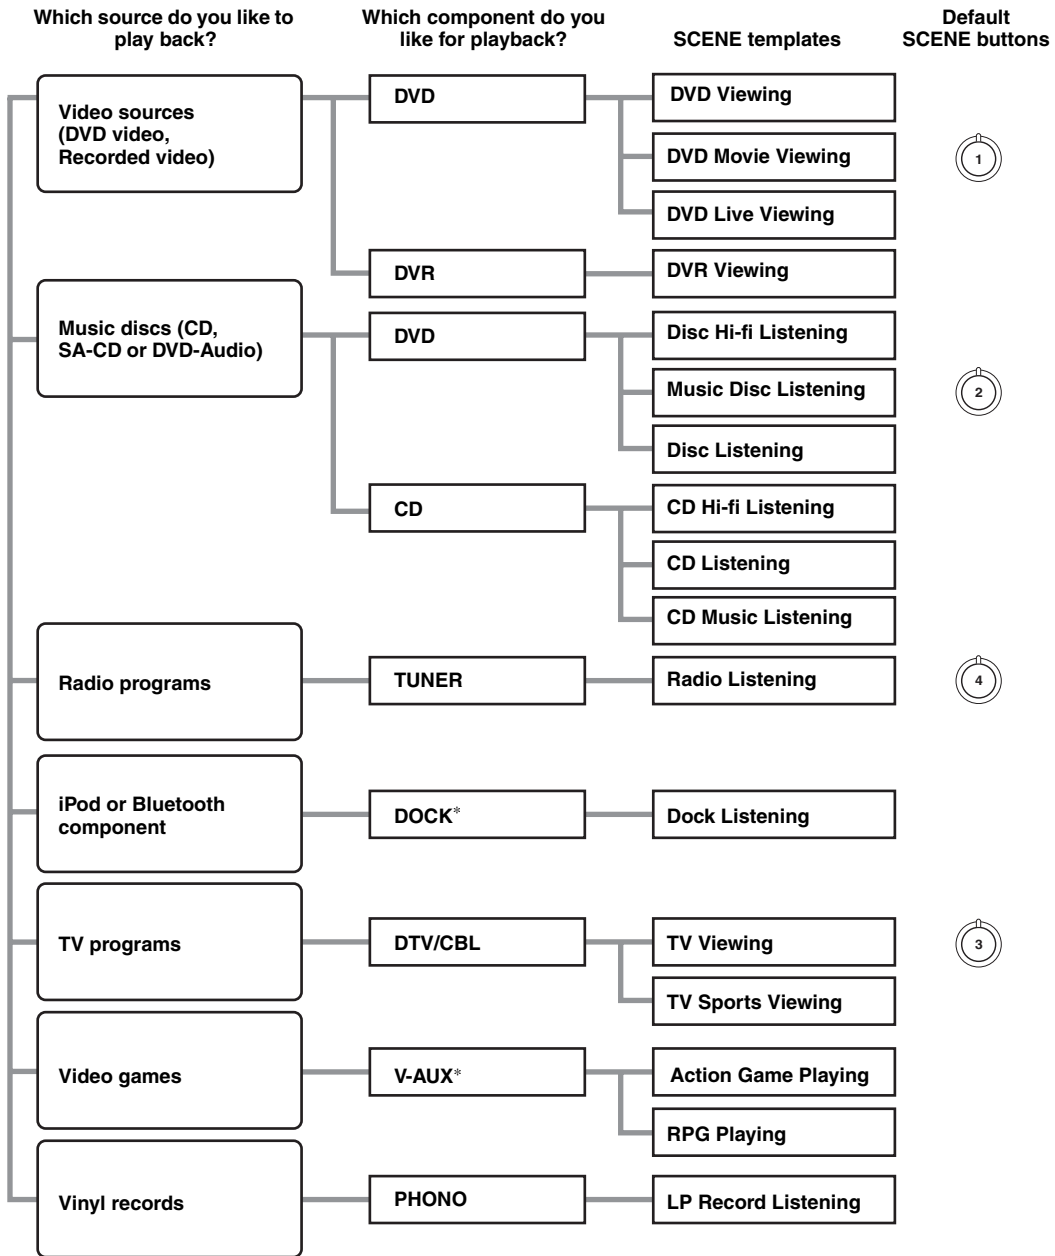 Which source do you like to
play back?
Which component do you
like for playback?
SCENE templates
Default
SCENE buttons
Video sources
(DVD video,
Recorded video)
DVD
DVD Viewing
DVD Movie Viewing
1
DVD Live Viewing
DVR
DVR Viewing
Music discs (CD,
SA-CD or DVD-Audio)
DVD
Disc Hi-fi Listening
Music Disc Listening
2
Disc Listening
CD
CD Hi-fi Listening
CD Listening
CD Music Listening
Radio programs
TUNER
Radio Listening
4
iPod or Bluetooth
component
DOCK*
Dock Listening
TV programs
DTV/CBL
TV Viewing
3
TV Sports Viewing
Video games
V-AUX*
Action Game Playing
RPG Playing
Vinyl records
PHONO
LP Record Listening